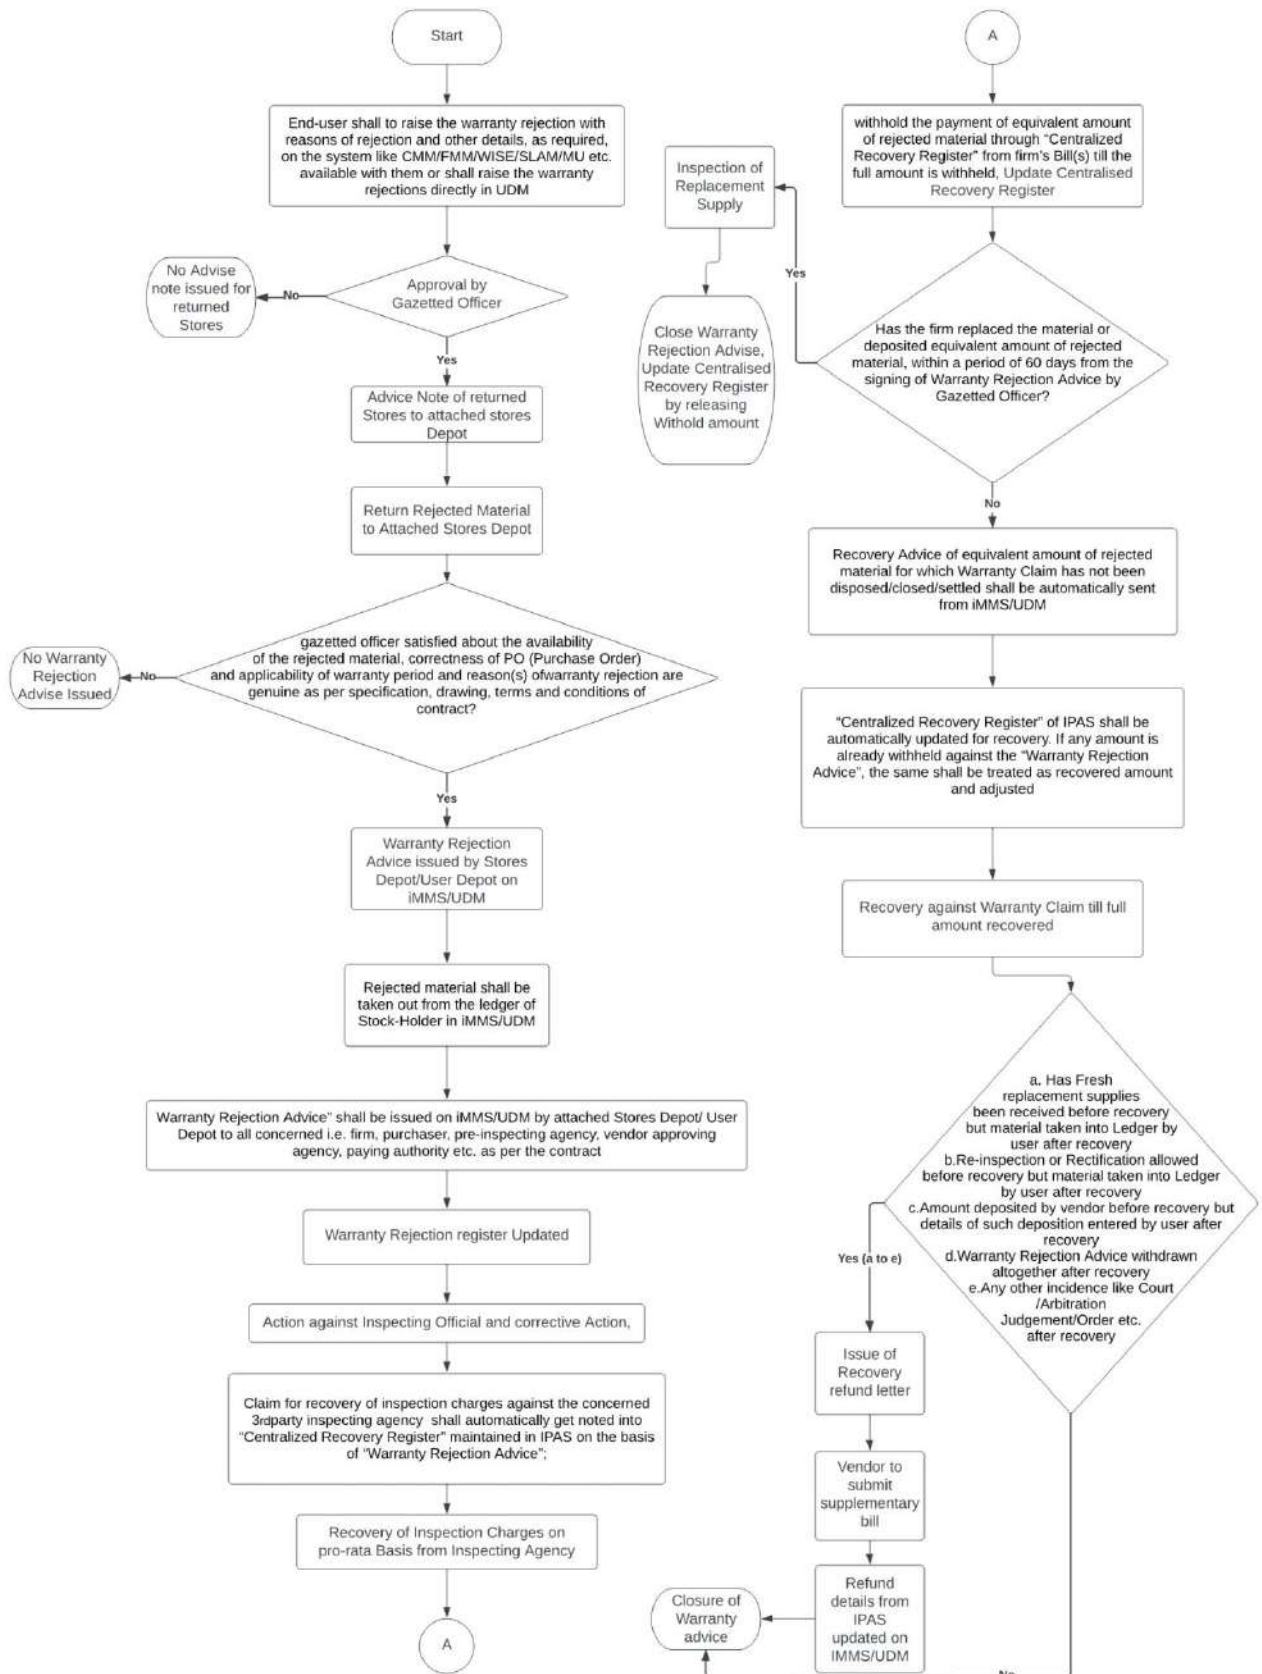 Start
End-user shall to raise the warranty rejection with
reasons of rejection and other details, as required,
on the system like CMM/FMM/WISE/SLAM/MU etc.
available with them or shall raise the warranty
rejections directly in UDM
Approval by
Gazetted Officer
No
No Advise
note issued for
returned
Stores
Yes
Advice Note of returned
Stores to attached stores
Depot
Return Rejected Material
to Attached Stores Depot
gazetted officer satisfied about the availability
of the rejected material, correctness of PO (Purchase Order)
and applicability of warranty period and reason(s) ofwarranty rejection are
genuine as per specification, drawing, terms and conditions of
contract?
No
No Warranty
Rejection
Advise Issued
Yes
Warranty Rejection
Advice issued by Stores
Depot/User Depot on
iMMS/UDM
Rejected material shall be
taken out from the ledger of
Stock-Holder in iMMS/UDM
Warranty Rejection Advice" shall be issued on iMMS/UDM by attached Stores Depot/ User
Depot to all concerned i.e. firm, purchaser, pre-inspecting agency, vendor approving
agency, paying authority etc. as per the contract
Warranty Rejection register Updated
Action against Inspecting Official and corrective Action,
Claim for recovery of inspection charges against the concerned
3rdparty inspecting agency shall automatically get noted into
"Centralized Recovery Register" maintained in IPAS on the basis
of "Warranty Rejection Advice";
Recovery of Inspection Charges on
pro-rata Basis from Inspecting Agency
A
A
withhold the payment of equivalent amount
of rejected material through "Centralized
Recovery Register" from firm's Bill(s) till the
full amount is withheld, Update Centralised
Recovery Register
Has the firm replaced the material or
deposited equivalent amount of rejected
material, within a period of 60 days from the
signing of Warranty Rejection Advice by
Gazetted Officer?
Yes
Inspection of
Replacement
Supply
Close Warranty
Rejection Advise,
Update Centralised
Recovery Register
by releasing
Withold amount
No
Recovery Advice of equivalent amount of rejected
material for which Warranty Claim has not been
disposed/closed/settled shall be automatically sent
from iMMS/UDM
"Centralized Recovery Register" of IPAS shall be
automatically updated for recovery. If any amount is
already withheld against the "Warranty Rejection
Advice", the same shall be treated as recovered amount
and adjusted
Recovery against Warranty Claim till full
amount recovered
a. Has Fresh
replacement supplies
been received before recovery
but material taken into Ledger by
user after recovery
b.Re-inspection or Rectification allowed
before recovery but material taken into Ledger
by user after recovery
c.Amount deposited by vendor before recovery but
details of such deposition entered by user after
recovery
d.Warranty Rejection Advice withdrawn
altogether after recovery
e.Any other incidence like Court
/Arbitration
Judgement/Order etc.
after recovery
Yes (a to e)
Issue of
Recovery
refund letter
Vendor to
submit
supplementary
bill
Refund
details from
IPAS
updated on
IMMS/UDM
Closure of
Warranty
advice
No